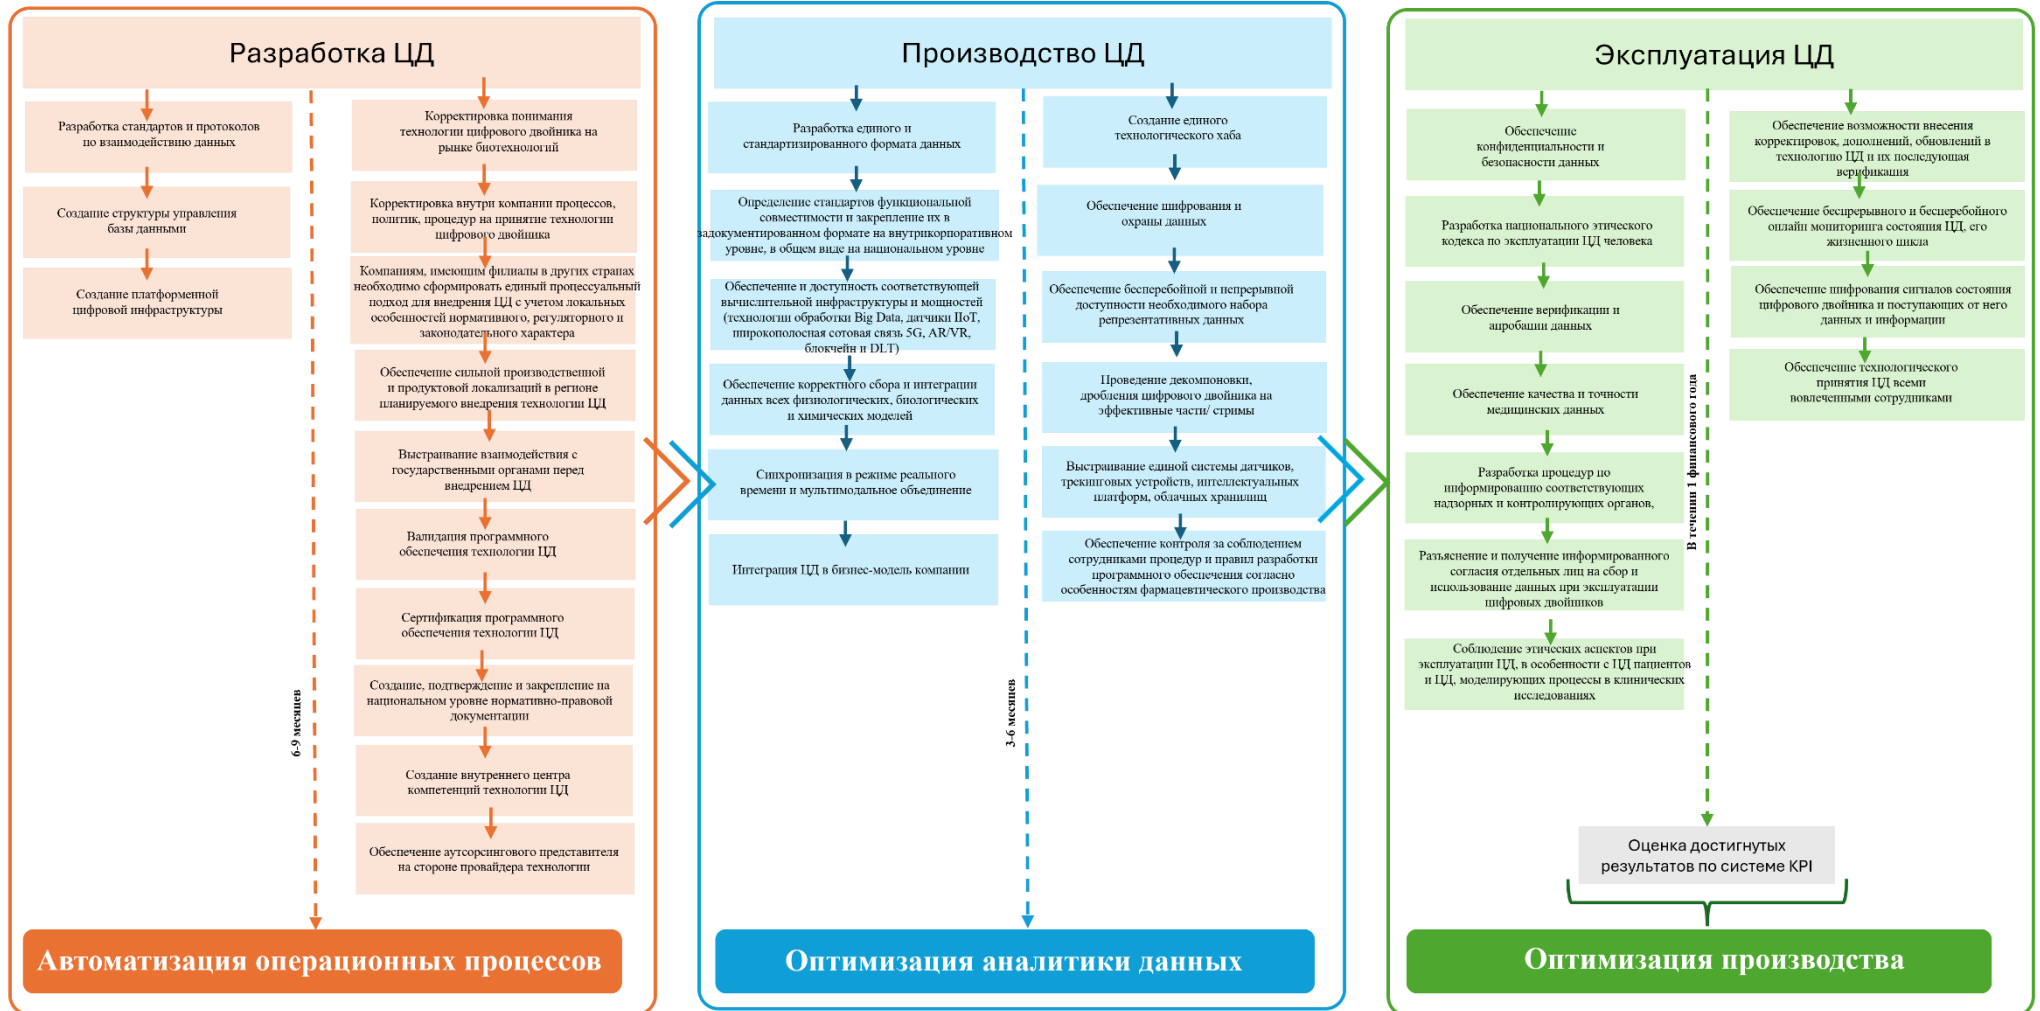 Разработка ЦД
Разработка стандартов и протоколов
по взаимодействию данных
Создание структуры управления
базы данными
Создание платформенной
цифровой инфраструктуры
6-9 месяцев
Корректировка понимания
технологии цифрового двойника на
рынке биотехнологий
Корректировка внутри компании процессов,
политик, процедур на принятие технологии
цифрового двойника
Компаниям, имеющим филиалы в других странах
необходимо сформировать единый процессуальный
подход для внедрения ЦД с учетом локальных
особенностей нормативного, регуляторного и
законодательного характера
Обеспечение сильной производственной
и продуктовой локализаций в регионе
планируемого внедрения технологии ЦД
Выстраивание взаимодействия с
государственными органами перед
внедрением ЦД
Валидация программного
обеспечения технологии ЦД
Сертификация программного
обеспечения технологии ЦД
Создание, подтверждение и закрепление на
национальном уровне нормативно-правовой
документации
Создание внутреннего центра
компетенций технологии ЦД
Обеспечение аутсорсингового представителя
на стороне провайдера технологии
Автоматизация операционных процессов
Производство ЦД
Разработка единого и
стандартизированного формата данных
Определение стандартов функциональной
совместимости и закрепление их в
задокументированном формате на внутрикорпоративном
уровне, в общем виде на национальном уровне
Обеспечение и доступность соответствующей
вычислительной инфраструктуры и мощностей
(технологии обработки Big Data, датчики IIoT,
широкополосная сотовая связь 5G, AR/VR,
блокчейн и DLT)
Обеспечение корректного сбора и интеграции
данных всех физиологических, биологических
и химических моделей
Синхронизация в режиме реального
времени и мультимодальное объединение
Интеграция ЦД в бизнес-модель компании
3-6 месяцев
Создание единого
технологического хаба
Обеспечение шифрования и
охраны данных
Обеспечение бесперебойной и непрерывной
доступности необходимого набора
репрезентативных данных
Проведение декомпоновки,
дробления цифрового двойника на
эффективные части/ стримы
Выстраивание единой системы датчиков,
трекинговых устройств, интеллектуальных
платформ, облачных хранилищ
Обеспечение контроля за соблюдением
сотрудниками процедур и правил разработки
программного обеспечения согласно
особенностям фармацевтического производства
Оптимизация аналитики данных
Эксплуатация ЦД
Обеспечение
конфиденциальности и
безопасности данных
Разработка национального этического
кодекса по эксплуатации ЦД человека
Обеспечение верификации и
апробации данных
Обеспечение качества и точности
медицинских данных
Разработка процедур по
информированию соответствующих
надзорных и контролирующих органов,
Разъяснение и получение информированного
согласия отдельных лиц на сбор и
использование данных при эксплуатации
цифровых двойников
Соблюдение этических аспектов при
эксплуатации ЦД, в особенности с ЦД пациентов
и ЦД, моделирующих процессы в клинических
исследованиях
В течении 1 финансового года
Обеспечение возможности внесения
корректировок, дополнений, обновлений в
технологию ЦД и их последующая
верификация
Обеспечение беспрерывного и бесперебойного
онлайн мониторинга состояния ЦД, его
жизненного цикла
Обеспечение шифрования сигналов состояния
цифрового двойника и поступающих от него
данных и информации
Обеспечение технологического
принятия ЦД всеми
вовлеченными сотрудниками
Оценка достигнутых
результатов по системе KPI
Оптимизация производства